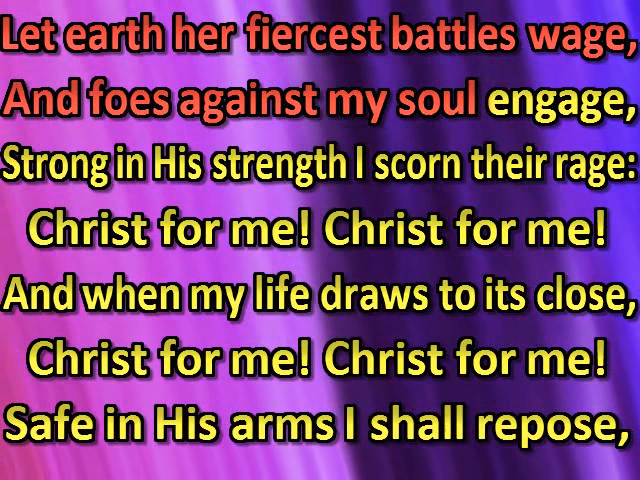 Let earth her fiercest battles wage,
And foes against my soul engage,
Strong in His strength I scorn their rage:
Christ for me! Christ for me!
And when my life draws to its close,
Christ for me! Christ for me!
Safe in His arms I shall repose,